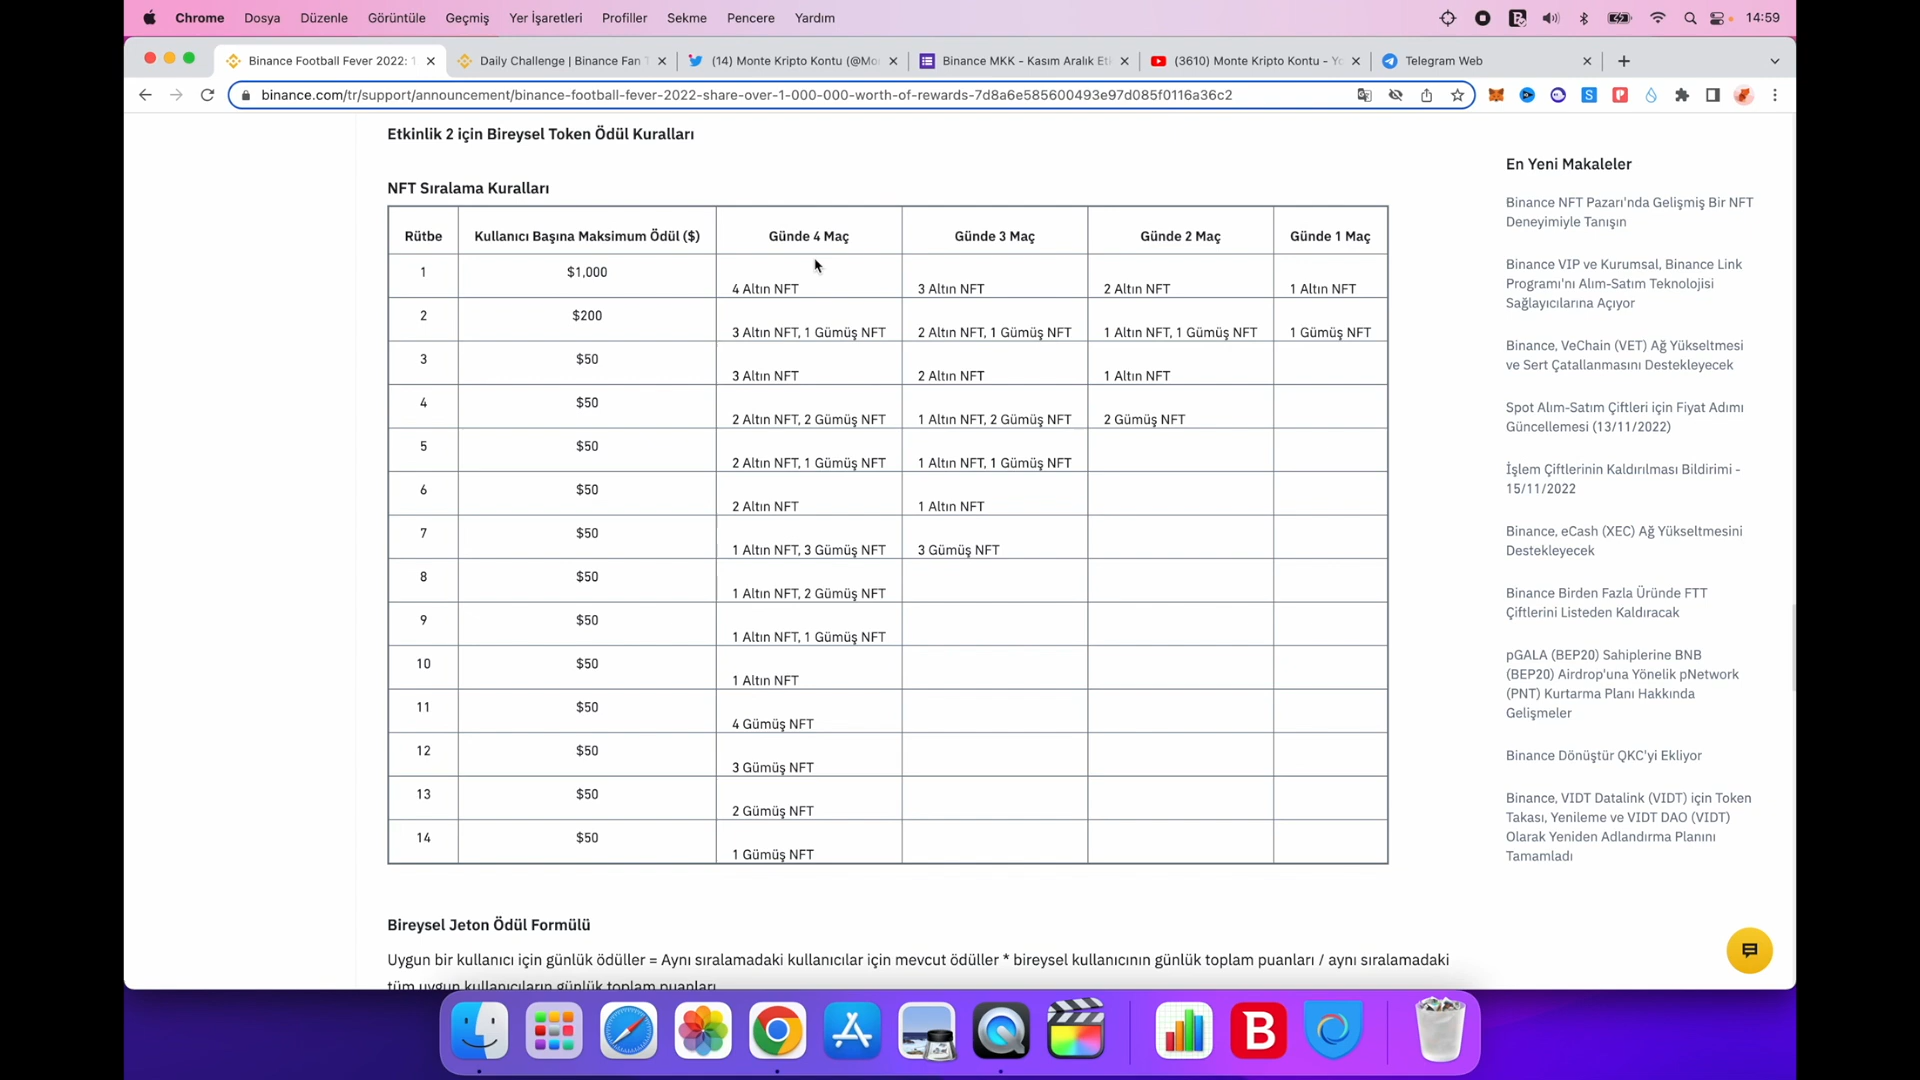 Chrome Dosya Düzenle Görüntüle Geçmiş Yer İşaretleri Profiller Sekme Pencere Yardım 14:59
Binance Football Fever 2022: 1
Daily Challenge | Binance Fan T
(14) Monte Kripto Kontu (@Mo
Binance MKK - Kasım Aralık Etk
(3610) Monte Kripto Kontu - Yo
Telegram Web
binance.com/tr/support/announcement/binance-football-fever-2022-share-over-1-000-000-worth-of-rewards-7d8a6e585600493e97d085f0116a36c2
Etkinlik 2 için Bireysel Token Ödül Kuralları
NFT Sıralama Kuralları
Rütbe Kullanıcı Başına Maksimum Ödül ($) Günde 4 Maç Günde 3 Maç Günde 2 Maç Günde 1 Maç
1 $1,000 4 Altın NFT 3 Altın NFT 2 Altın NFT 1 Altın NFT
2 $200 3 Altın NFT, 1 Gümüş NFT 2 Altın NFT, 1 Gümüş NFT 1 Altın NFT, 1 Gümüş NFT 1 Gümüş NFT
3 $50 3 Altın NFT 2 Altın NFT 1 Altın NFT
4 $50 2 Altın NFT, 2 Gümüş NFT 1 Altın NFT, 2 Gümüş NFT 2 Gümüş NFT
5 $50 2 Altın NFT, 1 Gümüş NFT 1 Altın NFT, 1 Gümüş NFT
6 $50 2 Altın NFT 1 Altın NFT
7 $50 1 Altın NFT, 3 Gümüş NFT 3 Gümüş NFT
8 $50 1 Altın NFT, 2 Gümüş NFT
9 $50 1 Altın NFT, 1 Gümüş NFT
10 $50 1 Altın NFT
11 $50 4 Gümüş NFT
12 $50 3 Gümüş NFT
13 $50 2 Gümüş NFT
14 $50 1 Gümüş NFT
Bireysel Jeton Ödül Formülü
Uygun bir kullanıcı için günlük ödüller = Aynı sıralamadaki kullanıcılar için mevcut ödüller * bireysel kullanıcının günlük toplam puanları / aynı sıralamadaki
tüm uygun kullanıcıların günlük toplam puanları
En Yeni Makaleler
Binance NFT Pazarı'nda Gelişmiş Bir NFT
Deneyimiyle Tanışın
Binance VIP ve Kurumsal, Binance Link
Programı'nı Alım-Satım Teknolojisi
Sağlayıcılarına Açıyor
Binance, VeChain (VET) Ağ Yükseltmesi
ve Sert Çatallanmasını Destekleyecek
Spot Alım-Satım Çiftleri için Fiyat Adımı
Güncellemesi (13/11/2022)
İşlem Çiftlerinin Kaldırılması Bildirimi -
15/11/2022
Binance, eCash (XEC) Ağ Yükseltmesini
Destekleyecek
Binance Birden Fazla Üründe FTT
Çiftlerini Listeden Kaldıracak
pGALA (BEP20) Sahiplerine BNB
(BEP20) Airdrop'una Yönelik pNetwork
(PNT) Kurtarma Planı Hakkında
Gelişmeler
Binance Dönüştür QKC'yi Ekliyor
Binance, VIDT Datalink (VIDT) için Token
Takası, Yenileme ve VIDT DAO (VIDT)
Olarak Yeniden Adlandırma Planını
Tamamladı